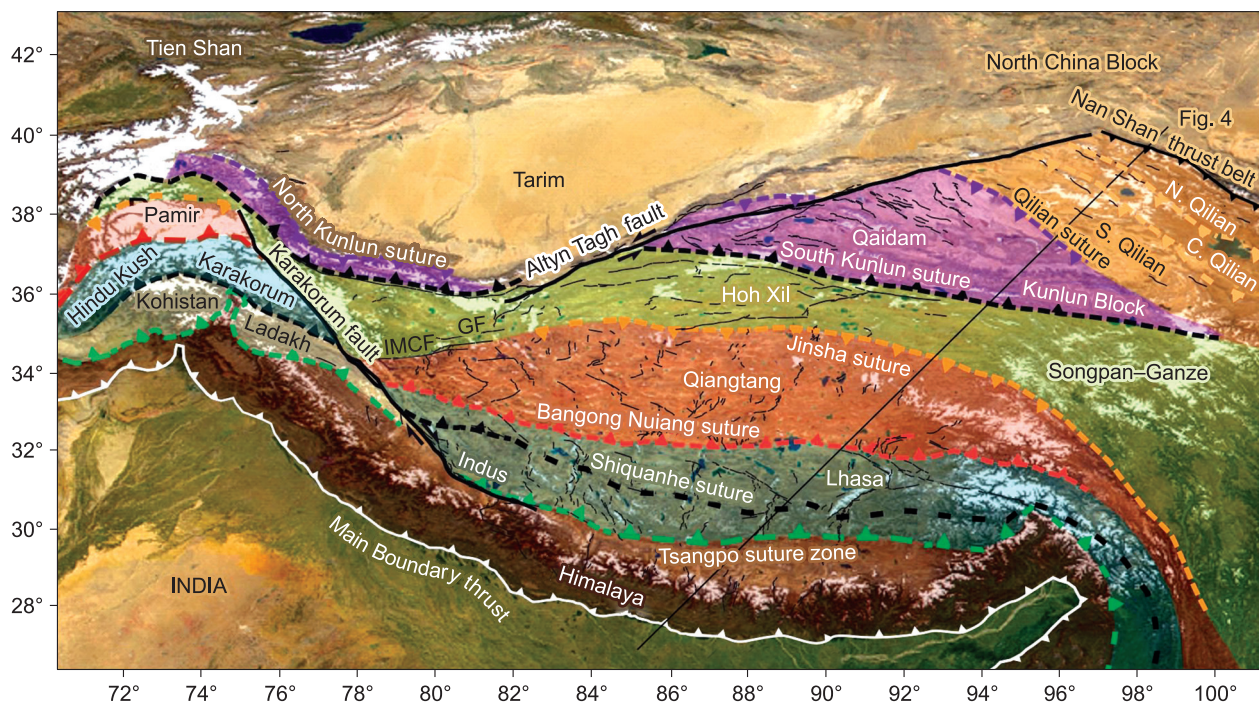 42°
40°
38°
36°
34°
32°
30°
28°
Tien Shan
North China Block
Fig. 4
Nan Shan thrust belt
Tarim
N. Qilian
C. Qilian
S. Qilian
Qilian suture
Pamir
North Kunlun suture
Altyn Tagh fault
Qaidam
South Kunlun suture
Kunlun Block
Hindu Kush
Karakorum
Karakorum fault
Kohistan
Ladakh
Hoh Xil
GF
IMCF
Jinsha suture
Songpan–Ganze
Qiangtang
Bangong Nuiang suture
Indus
Shiquanhe suture
Lhasa
Tsangpo suture zone
Main Boundary thrust
Himalaya
INDIA
72° 74° 76° 78° 80° 82° 84° 86° 88° 90° 92° 94° 96° 98° 100°